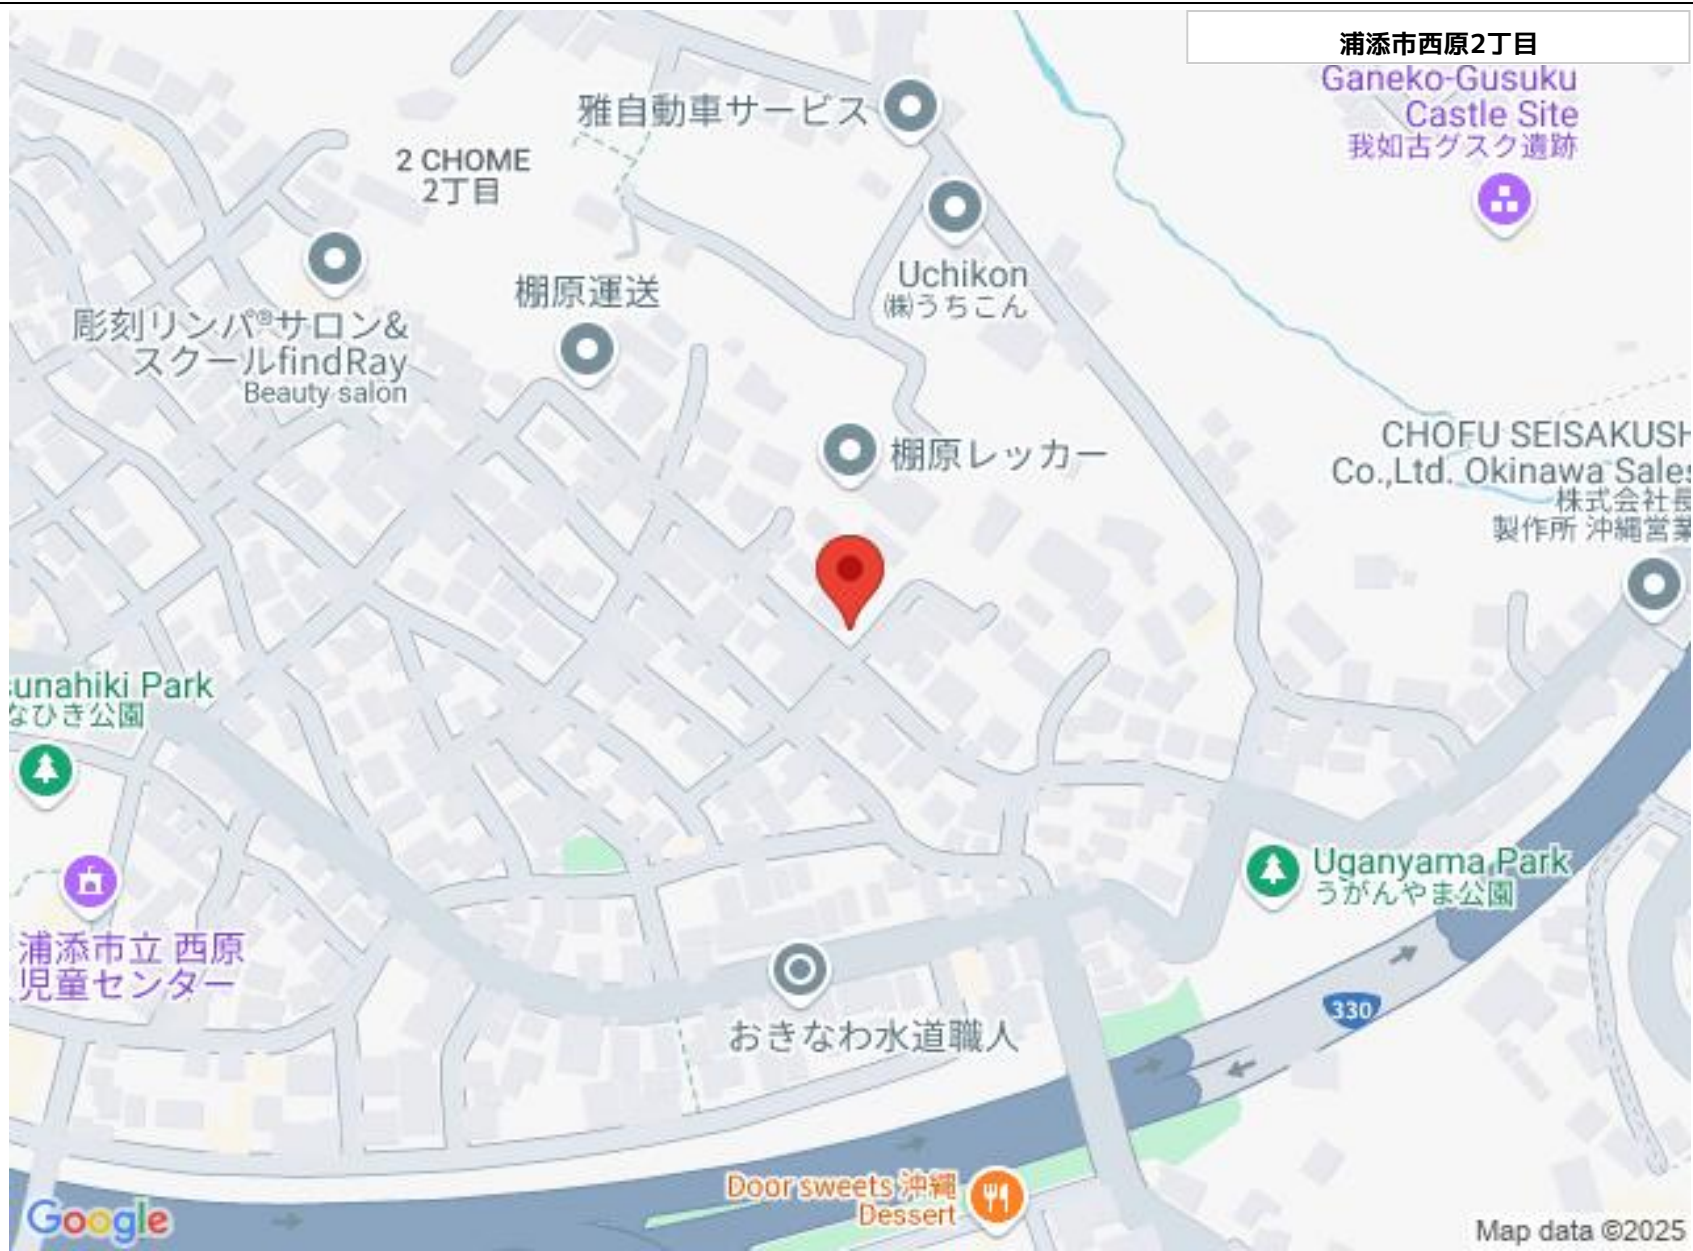 浦添市西原2丁目
Ganeko-Gusuku
Castle Site
我如古グスク遺跡
雅自動車サービス
2 CHOME
2丁目
Uchikon
㈱うちこん
棚原運送
彫刻リンパ®サロン&
スクールfindRay
Beauty salon
棚原レッカー
CHOFU SEISAKUSH
Co.,Ltd. Okinawa Sales
株式会社長
製作所 沖縄営業
sunahiki Park
なひき公園
Uganyama Park
うがんやま公園
浦添市立 西原
児童センター
おきなわ水道職人
330
Door sweets 沖縄
Dessert
Google
Map data ©2025